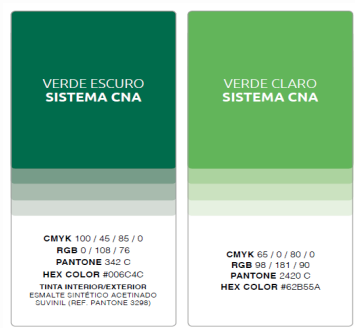 VERDE ESCURO
SISTEMA CNA
CMYK 100 / 45 / 85 / 0
RGB 0 / 108 / 76
PANTONE 342 C
HEX COLOR #006C4C
TINTA INTERIOR/EXTERIOR
ESMALTE SINTÉTICO ACETINADO
SUVINIL (REF. PANTONE 3298)
VERDE CLARO
SISTEMA CNA
CMYK 65 / 0 / 80 / 0
RGB 98 / 181 / 90
PANTONE 2420 C
HEX COLOR #62B55A